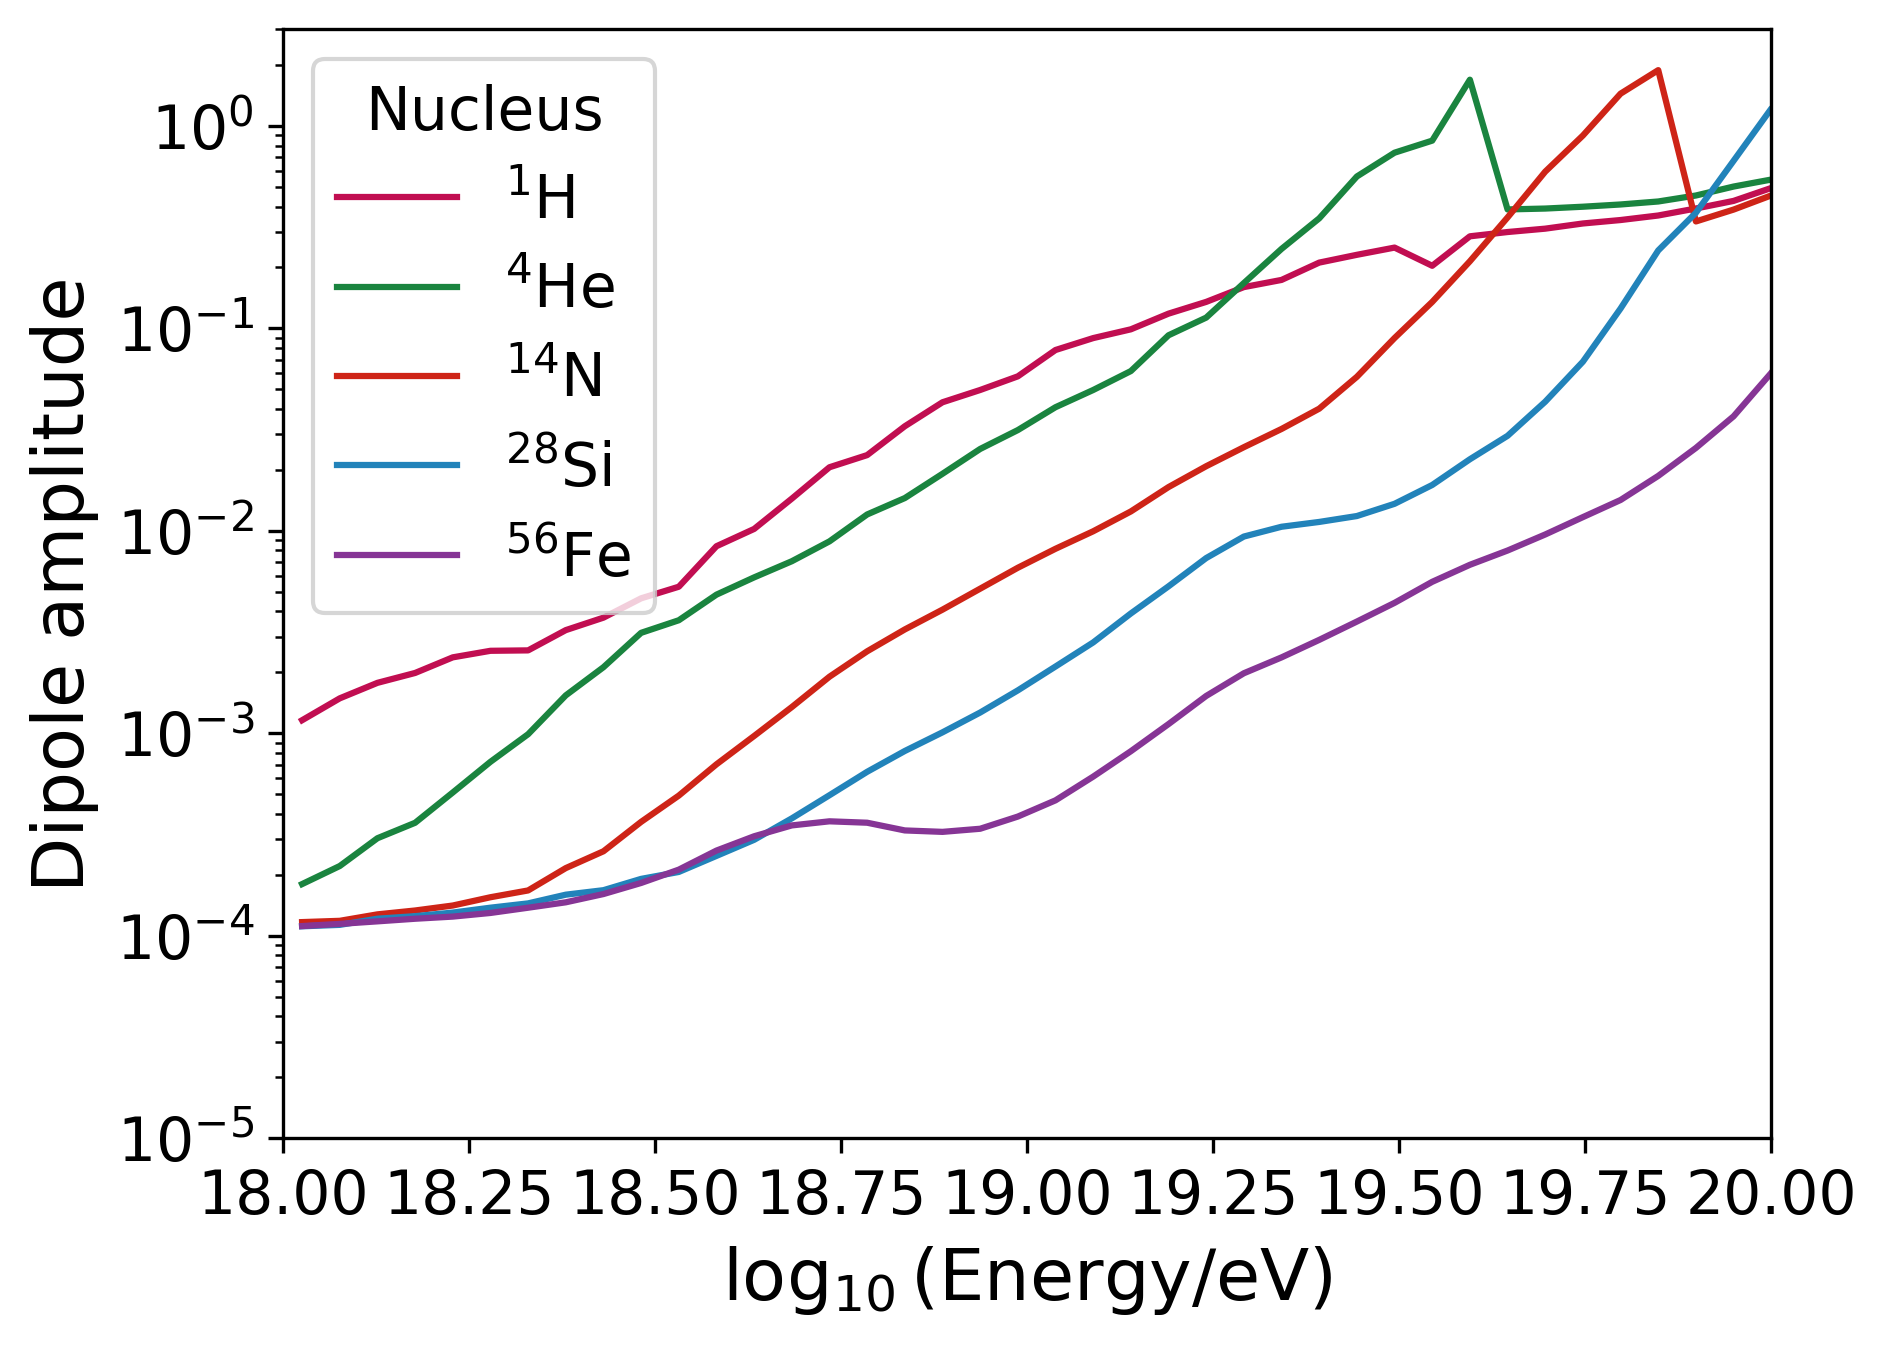 Nucleus
¹H
⁴He
¹⁴N
²⁸Si
⁵⁶Fe
Dipole amplitude
10⁰
10⁻¹
10⁻²
10⁻³
10⁻⁴
10⁻⁵
18.00 18.25 18.50 18.75 19.00 19.25 19.50 19.75 20.00
log₁₀ (Energy/eV)